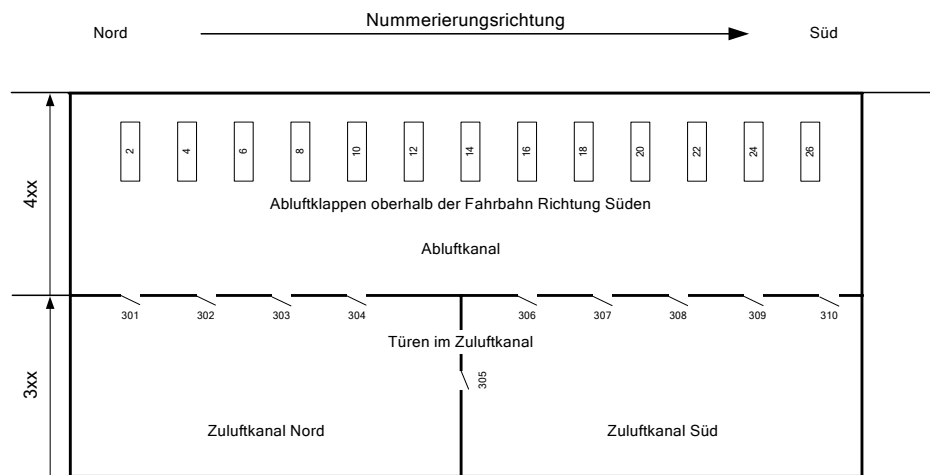 Nummerierungsrichtung
Nord
Süd
2
4
6
8
10
12
14
16
18
20
22
24
26
4xx
Abluftklappen oberhalb der Fahrbahn Richtung Süden
Abluftkanal
301
302
303
304
306
307
308
309
310
Türen im Zuluftkanal
305
3xx
Zuluftkanal Nord
Zuluftkanal Süd